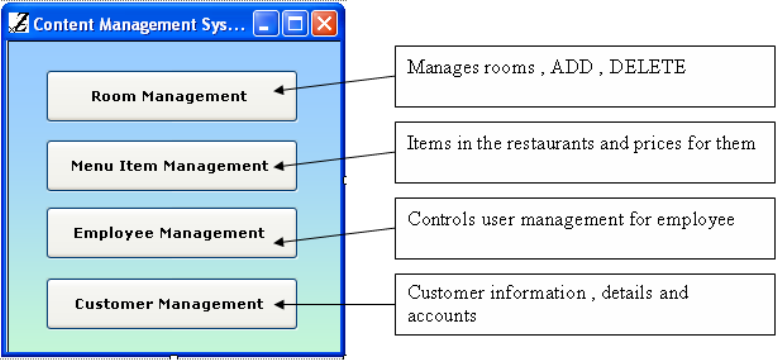 Content Management Sys...
Room Management
Manages rooms , ADD , DELETE
Menu Item Management
Items in the restaurants and prices for them
Employee Management
Controls user management for employee
Customer Management
Customer information , details and
accounts